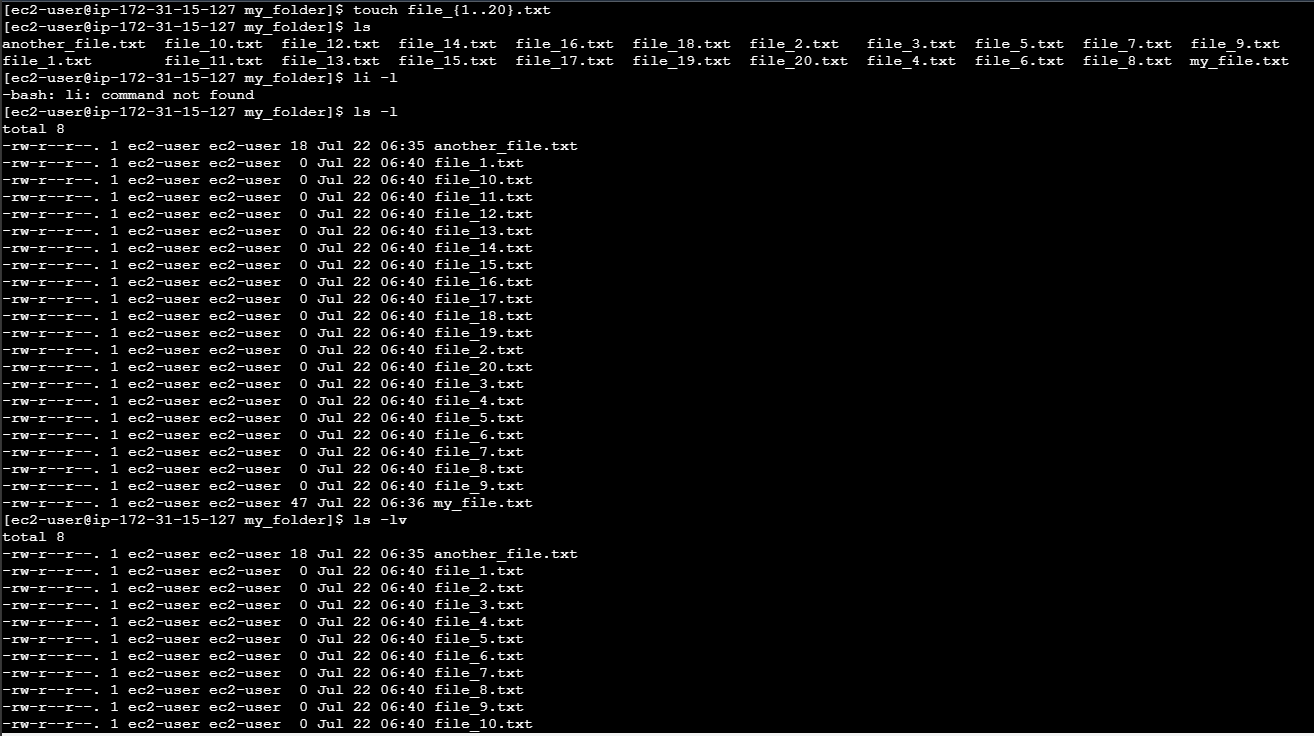 [ec2-user@ip-172-31-15-127 my_folder]$ touch file_{1..20}.txt
[ec2-user@ip-172-31-15-127 my_folder]$ ls
another_file.txt  file_10.txt  file_12.txt  file_14.txt  file_16.txt  file_18.txt  file_2.txt   file_3.txt  file_5.txt  file_7.txt  file_9.txt
file_1.txt        file_11.txt  file_13.txt  file_15.txt  file_17.txt  file_19.txt  file_20.txt  file_4.txt  file_6.txt  file_8.txt  my_file.txt
[ec2-user@ip-172-31-15-127 my_folder]$ li -l
-bash: li: command not found
[ec2-user@ip-172-31-15-127 my_folder]$ ls -l
total 8
-rw-r--r--. 1 ec2-user ec2-user 18 Jul 22 06:35 another_file.txt
-rw-r--r--. 1 ec2-user ec2-user  0 Jul 22 06:40 file_1.txt
-rw-r--r--. 1 ec2-user ec2-user  0 Jul 22 06:40 file_10.txt
-rw-r--r--. 1 ec2-user ec2-user  0 Jul 22 06:40 file_11.txt
-rw-r--r--. 1 ec2-user ec2-user  0 Jul 22 06:40 file_12.txt
-rw-r--r--. 1 ec2-user ec2-user  0 Jul 22 06:40 file_13.txt
-rw-r--r--. 1 ec2-user ec2-user  0 Jul 22 06:40 file_14.txt
-rw-r--r--. 1 ec2-user ec2-user  0 Jul 22 06:40 file_15.txt
-rw-r--r--. 1 ec2-user ec2-user  0 Jul 22 06:40 file_16.txt
-rw-r--r--. 1 ec2-user ec2-user  0 Jul 22 06:40 file_17.txt
-rw-r--r--. 1 ec2-user ec2-user  0 Jul 22 06:40 file_18.txt
-rw-r--r--. 1 ec2-user ec2-user  0 Jul 22 06:40 file_19.txt
-rw-r--r--. 1 ec2-user ec2-user  0 Jul 22 06:40 file_2.txt
-rw-r--r--. 1 ec2-user ec2-user  0 Jul 22 06:40 file_20.txt
-rw-r--r--. 1 ec2-user ec2-user  0 Jul 22 06:40 file_3.txt
-rw-r--r--. 1 ec2-user ec2-user  0 Jul 22 06:40 file_4.txt
-rw-r--r--. 1 ec2-user ec2-user  0 Jul 22 06:40 file_5.txt
-rw-r--r--. 1 ec2-user ec2-user  0 Jul 22 06:40 file_6.txt
-rw-r--r--. 1 ec2-user ec2-user  0 Jul 22 06:40 file_7.txt
-rw-r--r--. 1 ec2-user ec2-user  0 Jul 22 06:40 file_8.txt
-rw-r--r--. 1 ec2-user ec2-user  0 Jul 22 06:40 file_9.txt
-rw-r--r--. 1 ec2-user ec2-user 47 Jul 22 06:36 my_file.txt
[ec2-user@ip-172-31-15-127 my_folder]$ ls -lv
total 8
-rw-r--r--. 1 ec2-user ec2-user 18 Jul 22 06:35 another_file.txt
-rw-r--r--. 1 ec2-user ec2-user  0 Jul 22 06:40 file_1.txt
-rw-r--r--. 1 ec2-user ec2-user  0 Jul 22 06:40 file_2.txt
-rw-r--r--. 1 ec2-user ec2-user  0 Jul 22 06:40 file_3.txt
-rw-r--r--. 1 ec2-user ec2-user  0 Jul 22 06:40 file_4.txt
-rw-r--r--. 1 ec2-user ec2-user  0 Jul 22 06:40 file_5.txt
-rw-r--r--. 1 ec2-user ec2-user  0 Jul 22 06:40 file_6.txt
-rw-r--r--. 1 ec2-user ec2-user  0 Jul 22 06:40 file_7.txt
-rw-r--r--. 1 ec2-user ec2-user  0 Jul 22 06:40 file_8.txt
-rw-r--r--. 1 ec2-user ec2-user  0 Jul 22 06:40 file_9.txt
-rw-r--r--. 1 ec2-user ec2-user  0 Jul 22 06:40 file_10.txt